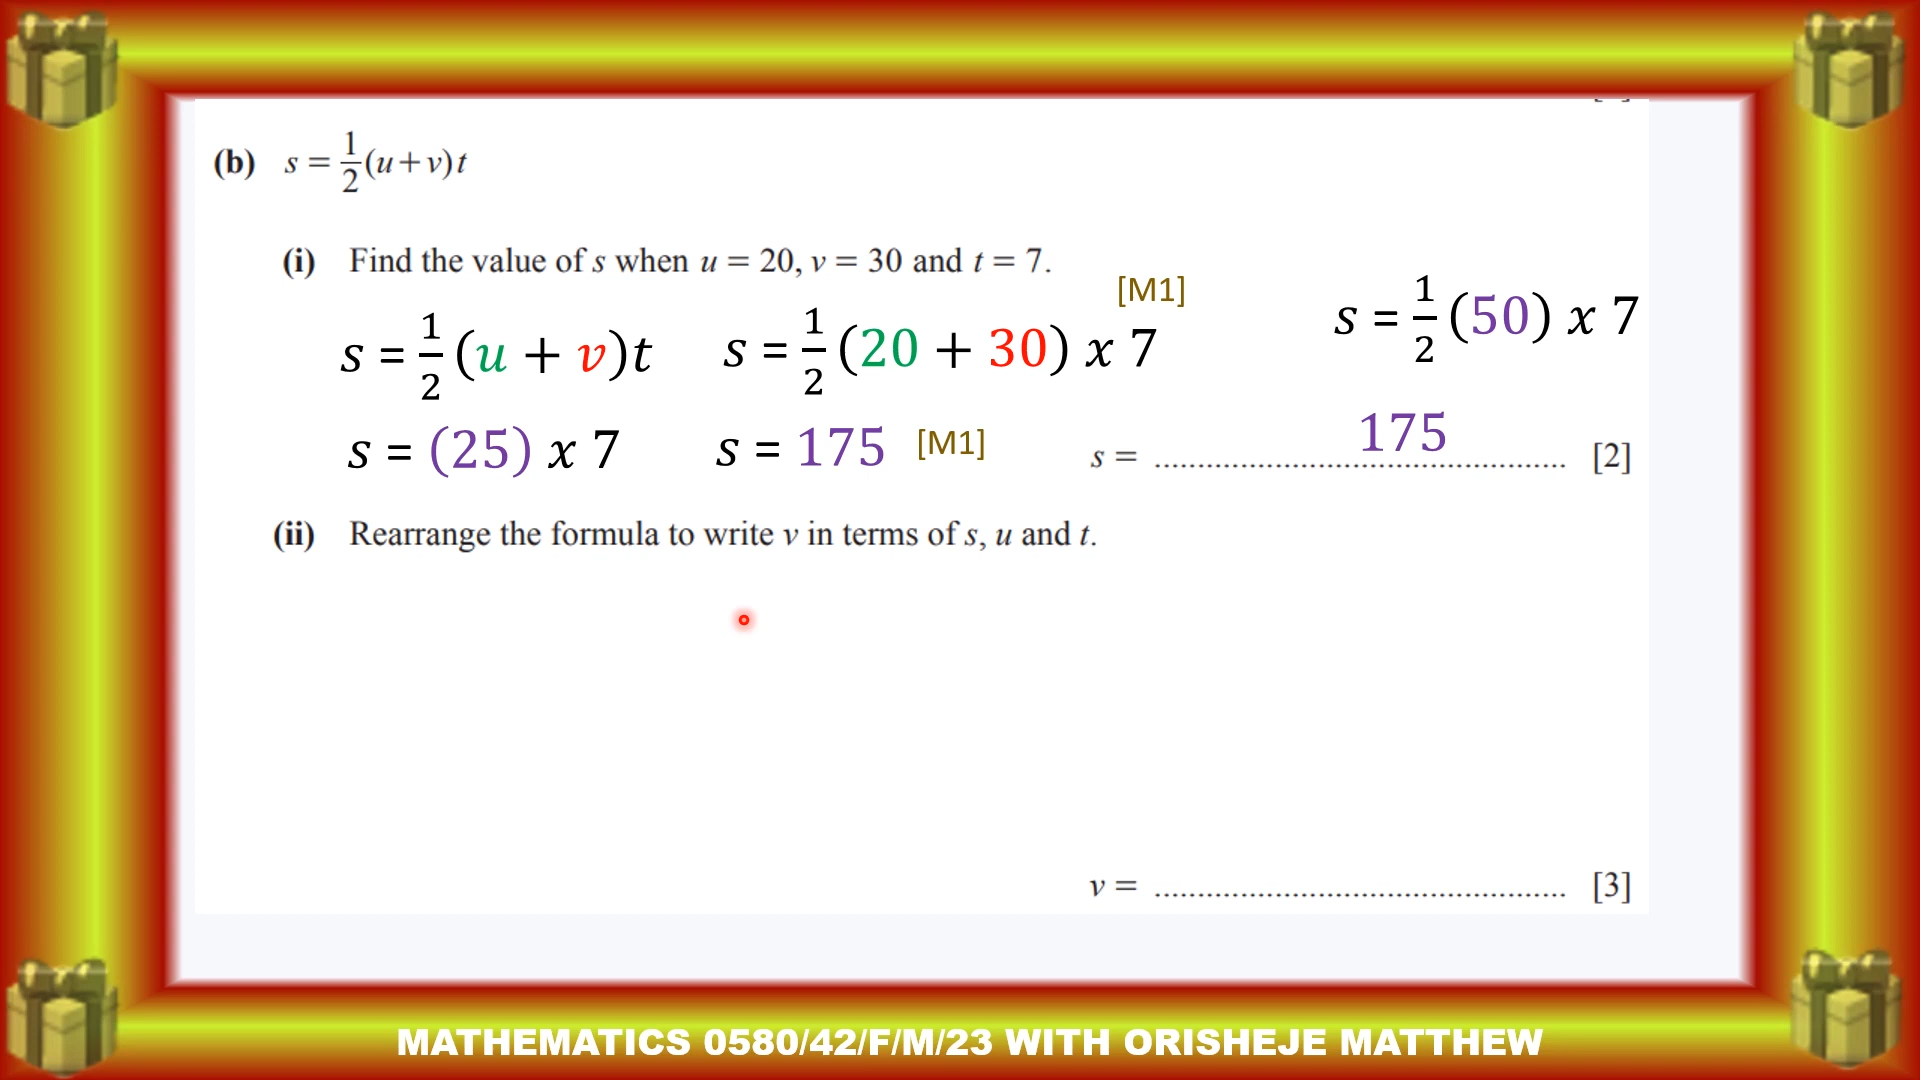 (b) s = 1/2 (u + v) t
(i) Find the value of s when u = 20, v = 30 and t = 7.
[M1]
s = 1/2 (u + v)t s = 1/2 (20 + 30) x 7 s = 1/2 (50) x 7
s = (25) x 7 s = 175 [M1] s = 175 [2]
(ii) Rearrange the formula to write v in terms of s, u and t.
v = .................................................. [3]
MATHEMATICS 0580/42/F/M/23 WITH ORISHEJE MATTHEW